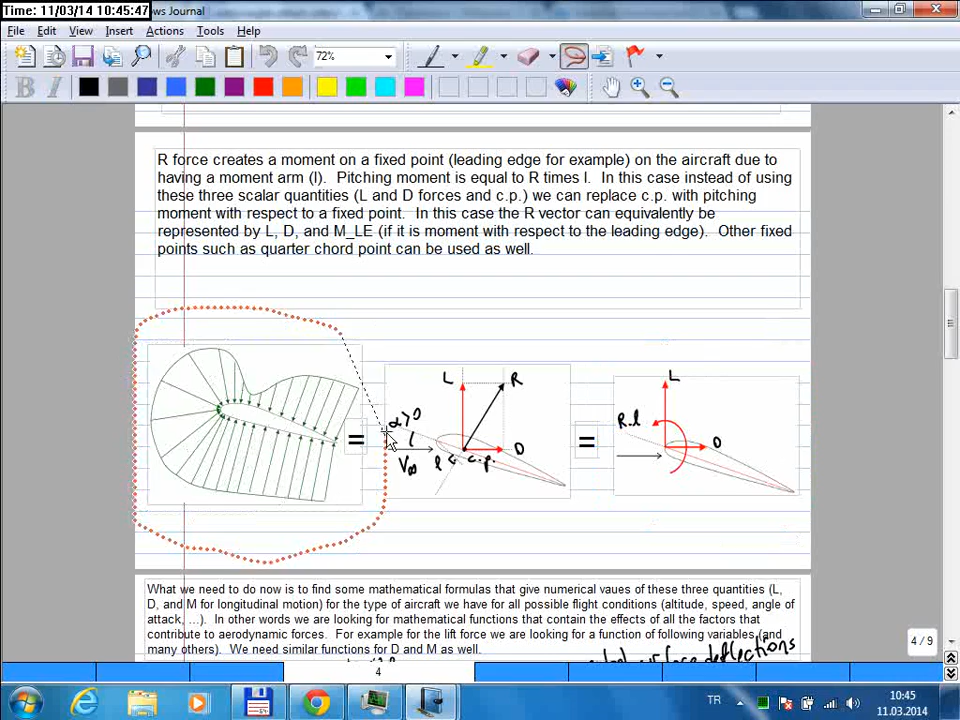 Time: 11/03/14 10:45:47
ws Journal
File Edit View Insert Actions Tools Help
72%
B I
R force creates a moment on a fixed point (leading edge for example) on the aircraft due to
having a moment arm (l). Pitching moment is equal to R times l. In this case instead of using
these three scalar quantities (L and D forces and c.p.) we can replace c.p. with pitching
moment with respect to a fixed point. In this case the R vector can equivalently be
represented by L, D, and M_LE (if it is moment with respect to the leading edge). Other fixed
points such as quarter chord point can be used as well.
L R
α>0
V∞
l c.p.
D
=
=
L
R.l
D
What we need to do now is to find some mathematical formulas that give numerical vaues of these three quantities (L,
D, and M for longitudinal motion) for the type of aircraft we have for all possible flight conditions (altitude, speed, angle of
attack, ...). In other words we are looking for mathematical functions that contain the effects of all the factors that
contribute to aerodynamic forces. For example for the lift force we are looking for a function of following variables (and
many others). We need similar functions for D and M as well.
surface deflections
4 / 9
4
TR
10:45
11.03.2014